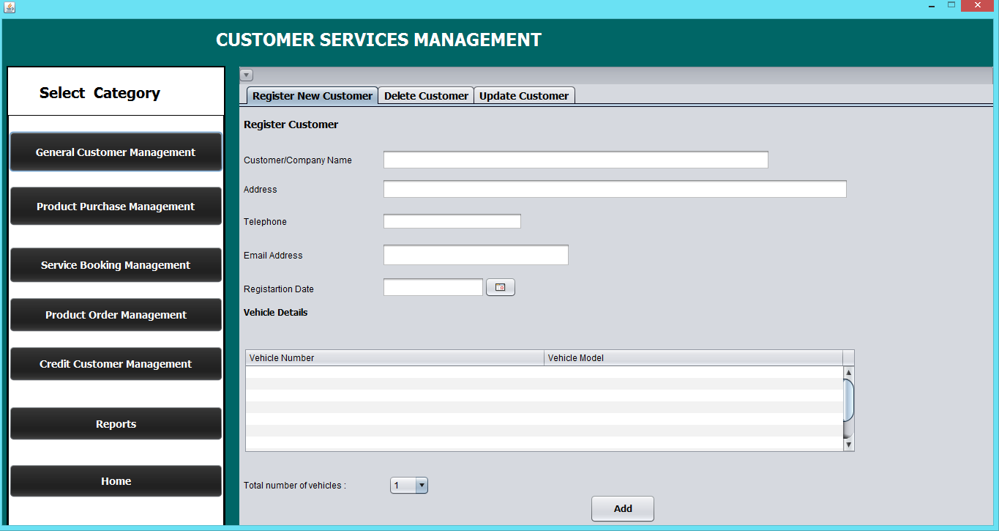 CUSTOMER SERVICES MANAGEMENT
Select Category
General Customer Management
Product Purchase Management
Service Booking Management
Product Order Management
Credit Customer Management
Reports
Home
Register New Customer Delete Customer Update Customer
Register Customer
Customer/Company Name
Address
Telephone
Email Address
Registartion Date
Vehicle Details
Vehicle Number Vehicle Model
Total number of vehicles : 1
Add